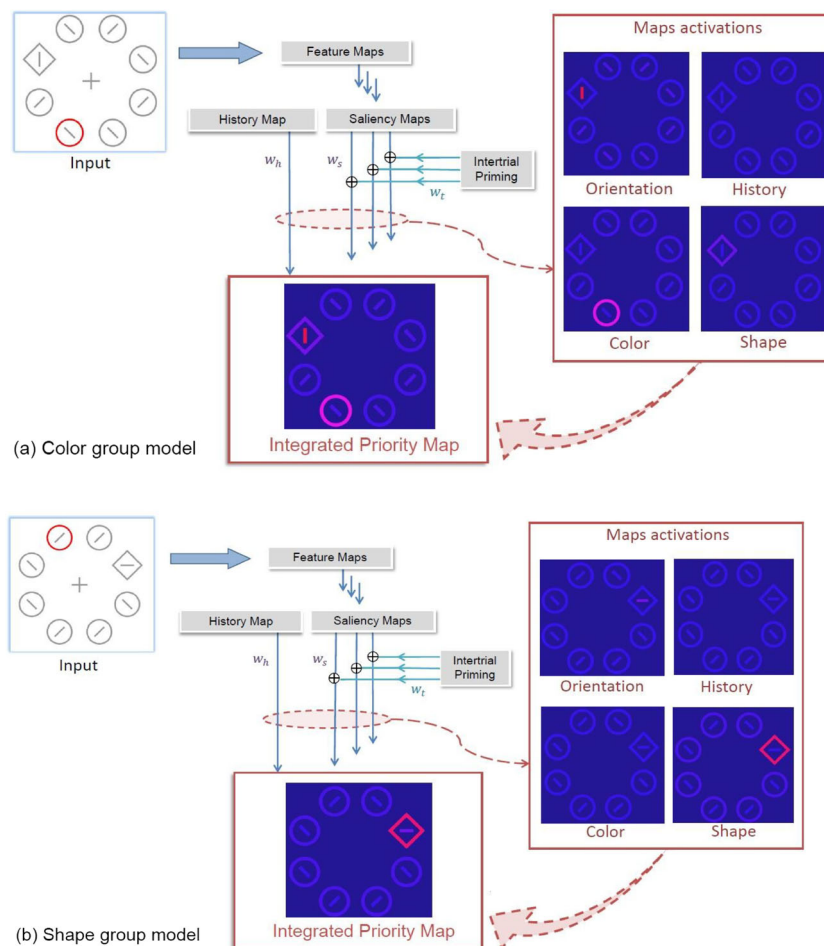 Maps activations
Feature Maps
History Map
Saliency Maps
Input
w_h
w_s
Intertrial
Priming
w_t
Orientation
History
Color
Shape
Integrated Priority Map
(a) Color group model
Maps activations
Feature Maps
History Map
Saliency Maps
Input
w_h
w_s
Intertrial
Priming
w_t
Orientation
History
Color
Shape
Integrated Priority Map
(b) Shape group model